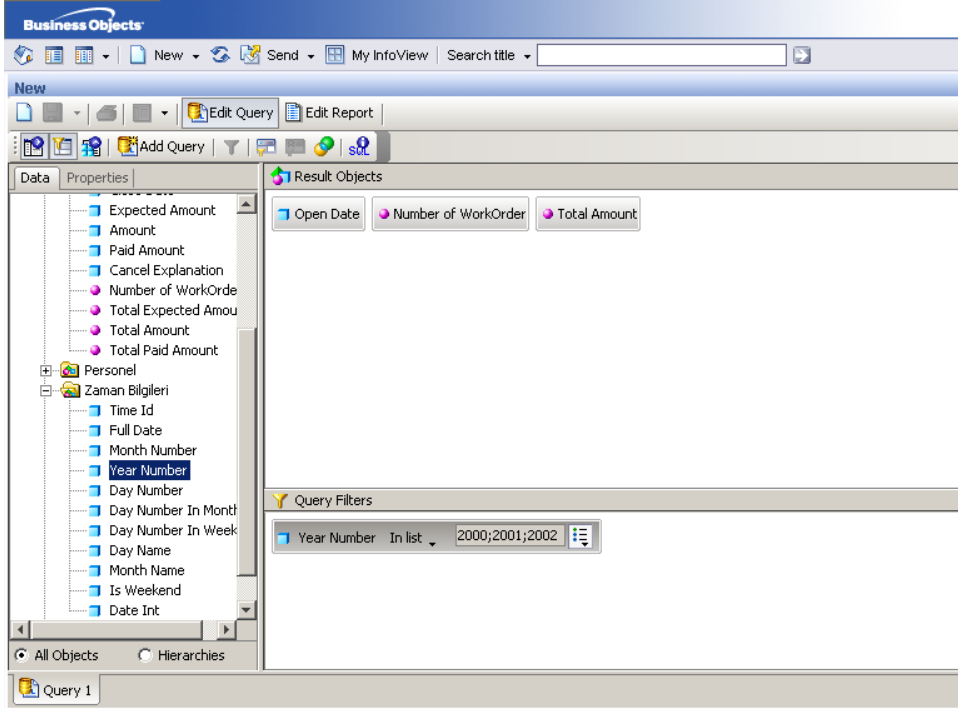 Business Objects
New Send My InfoView Search title
New
Edit Query Edit Report
Add Query SQL
Data Properties
Expected Amount
Amount
Paid Amount
Cancel Explanation
Number of WorkOrde
Total Expected Amou
Total Amount
Total Paid Amount
Personel
Zaman Bilgileri
Time Id
Full Date
Month Number
Year Number
Day Number
Day Number In Month
Day Number In Week
Day Name
Month Name
Is Weekend
Date Int
All Objects Hierarchies
Result Objects
Open Date Number of WorkOrder Total Amount
Query Filters
Year Number In list 2000;2001;2002
Query 1